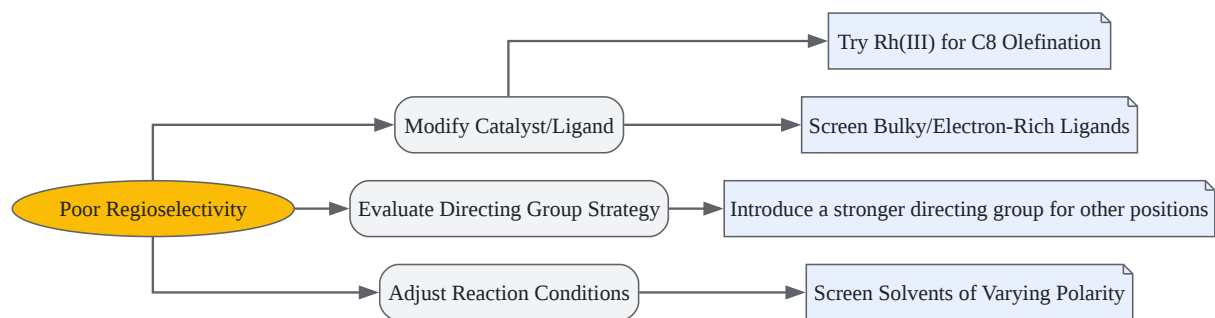 Try Rh(III) for C8 Olefination
Modify Catalyst/Ligand
Screen Bulky/Electron-Rich Ligands
Poor Regioselectivity
Evaluate Directing Group Strategy
Introduce a stronger directing group for other positions
Adjust Reaction Conditions
Screen Solvents of Varying Polarity